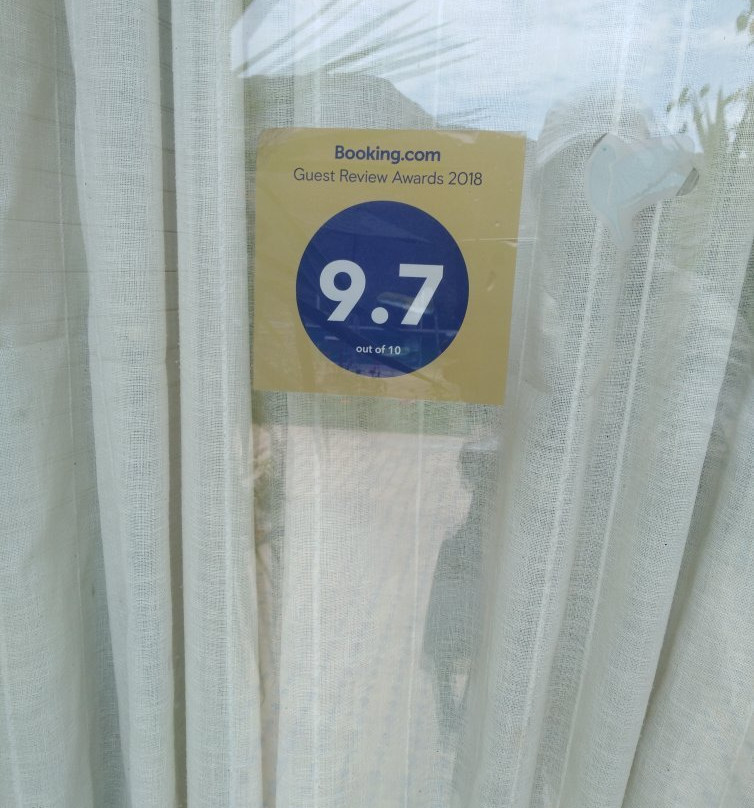 Booking.com
Guest Review Awards 2018
9.7
out of 10